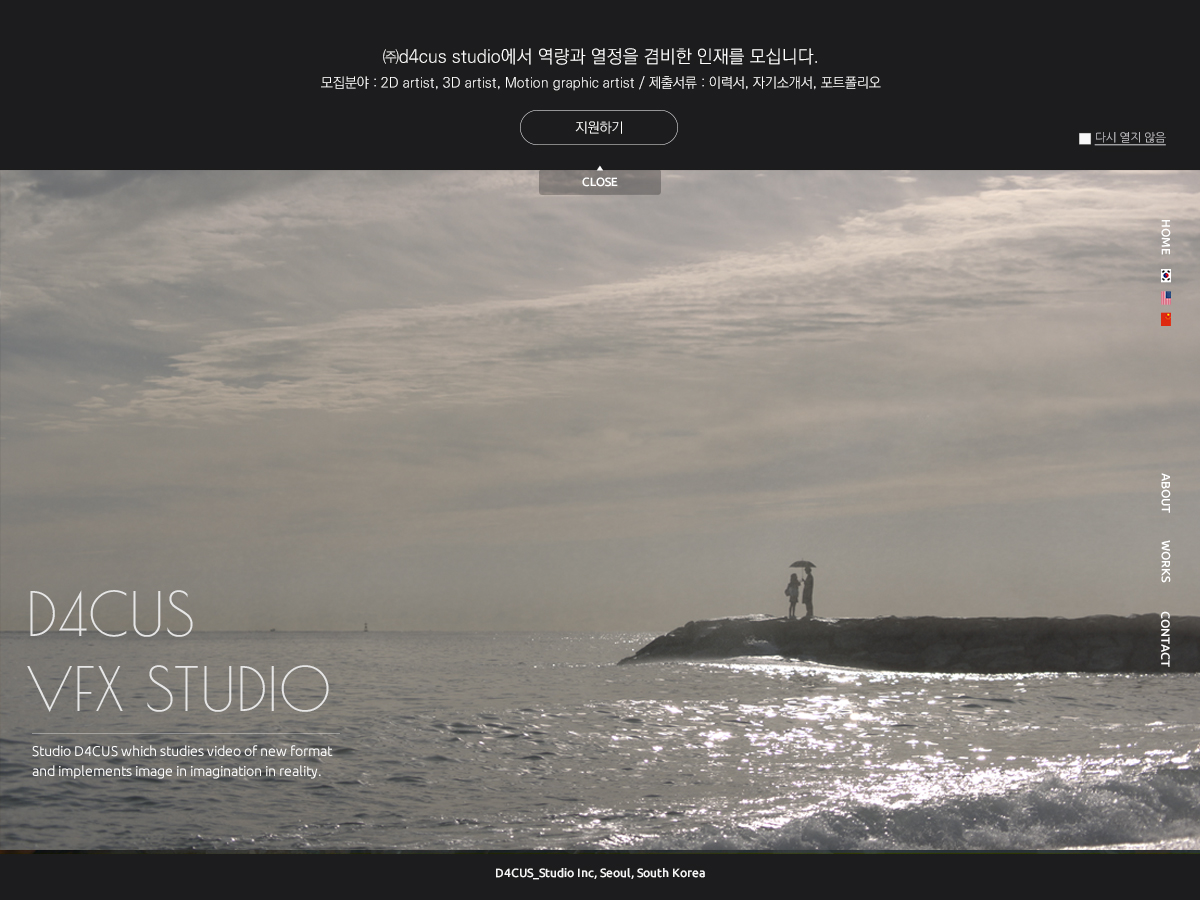 ㈜d4cus studio에서 역량과 열정을 겸비한 인재를 모십니다.
모집분야 : 2D artist, 3D artist, Motion graphic artist / 제출서류 : 이력서, 자기소개서, 포트폴리오
지원하기
다시 열지 않음
CLOSE
HOME
ABOUT
WORKS
CONTACT
D4CUS
VFX STUDIO
Studio D4CUS which studies video of new format
and implements image in imagination in reality.
D4CUS_Studio Inc, Seoul, South Korea